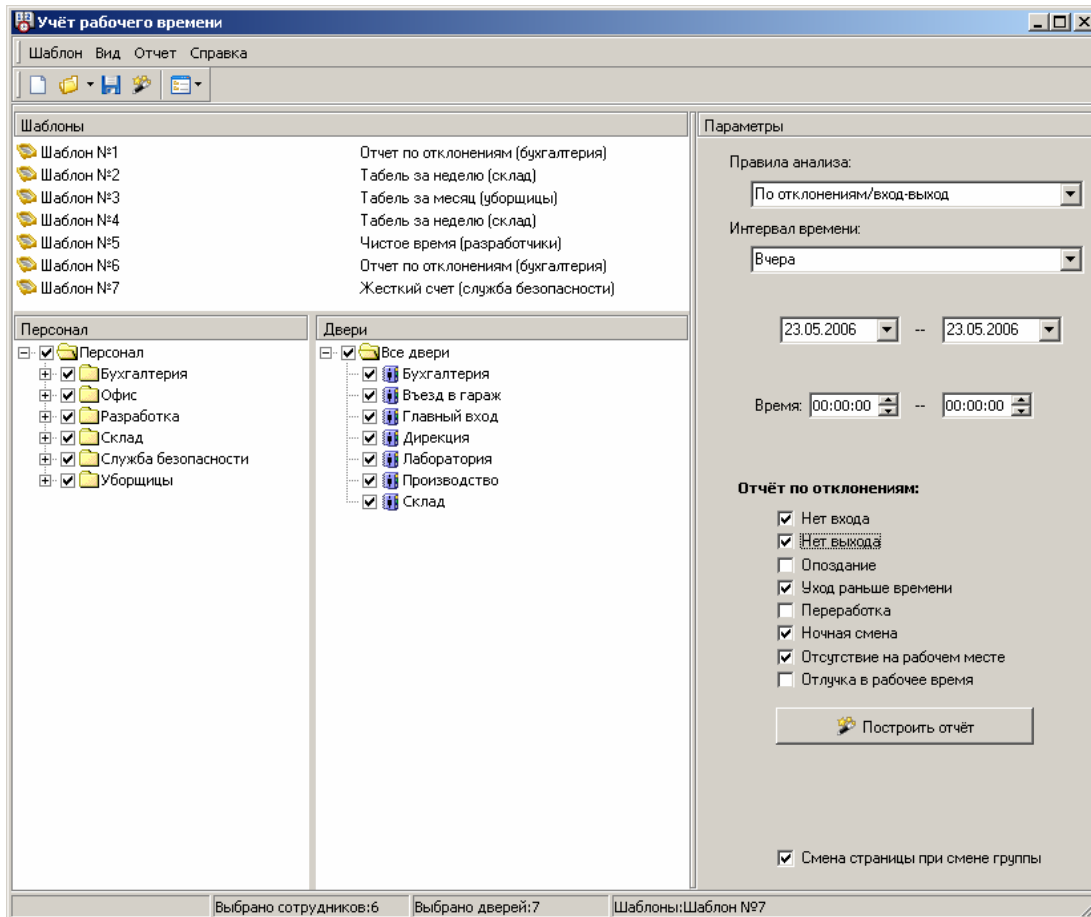 Учёт рабочего времени
Шаблон Вид Отчет Справка
Шаблоны
Шаблон №1 Отчет по отклонениям (бухгалтерия)
Шаблон №2 Табель за неделю (склад)
Шаблон №3 Табель за месяц (уборщицы)
Шаблон №4 Табель за неделю (склад)
Шаблон №5 Чистое время (разработчики)
Шаблон №6 Отчет по отклонениям (бухгалтерия)
Шаблон №7 Жесткий счет (служба безопасности)
Персонал
Персонал
Бухгалтерия
Офис
Разработка
Склад
Служба безопасности
Уборщицы
Двери
Все двери
Бухгалтерия
Въезд в гараж
Главный вход
Дирекция
Лаборатория
Производство
Склад
Параметры
Правила анализа:
По отклонениям/вход-выход
Интервал времени:
Вчера
23.05.2006 -- 23.05.2006
Время: 00:00:00 -- 00:00:00
Отчёт по отклонениям:
Нет входа
Нет выхода
Опоздание
Уход раньше времени
Переработка
Ночная смена
Отсутствие на рабочем месте
Отлучка в рабочее время
Построить отчёт
Смена страницы при смене группы
Выбрано сотрудников:6 Выбрано дверей:7 Шаблоны:Шаблон №7